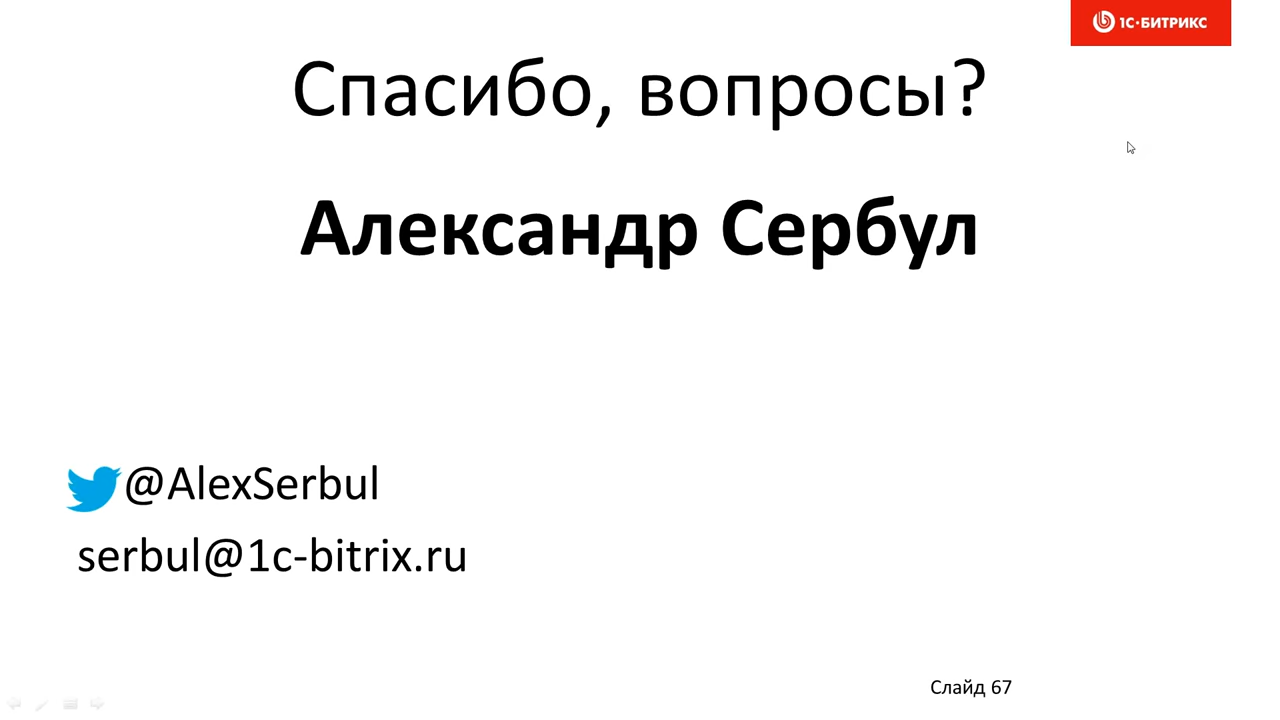 1С·БИТРИКС
Спасибо, вопросы?
Александр Сербул
@AlexSerbul
serbul@1c-bitrix.ru
Слайд 67